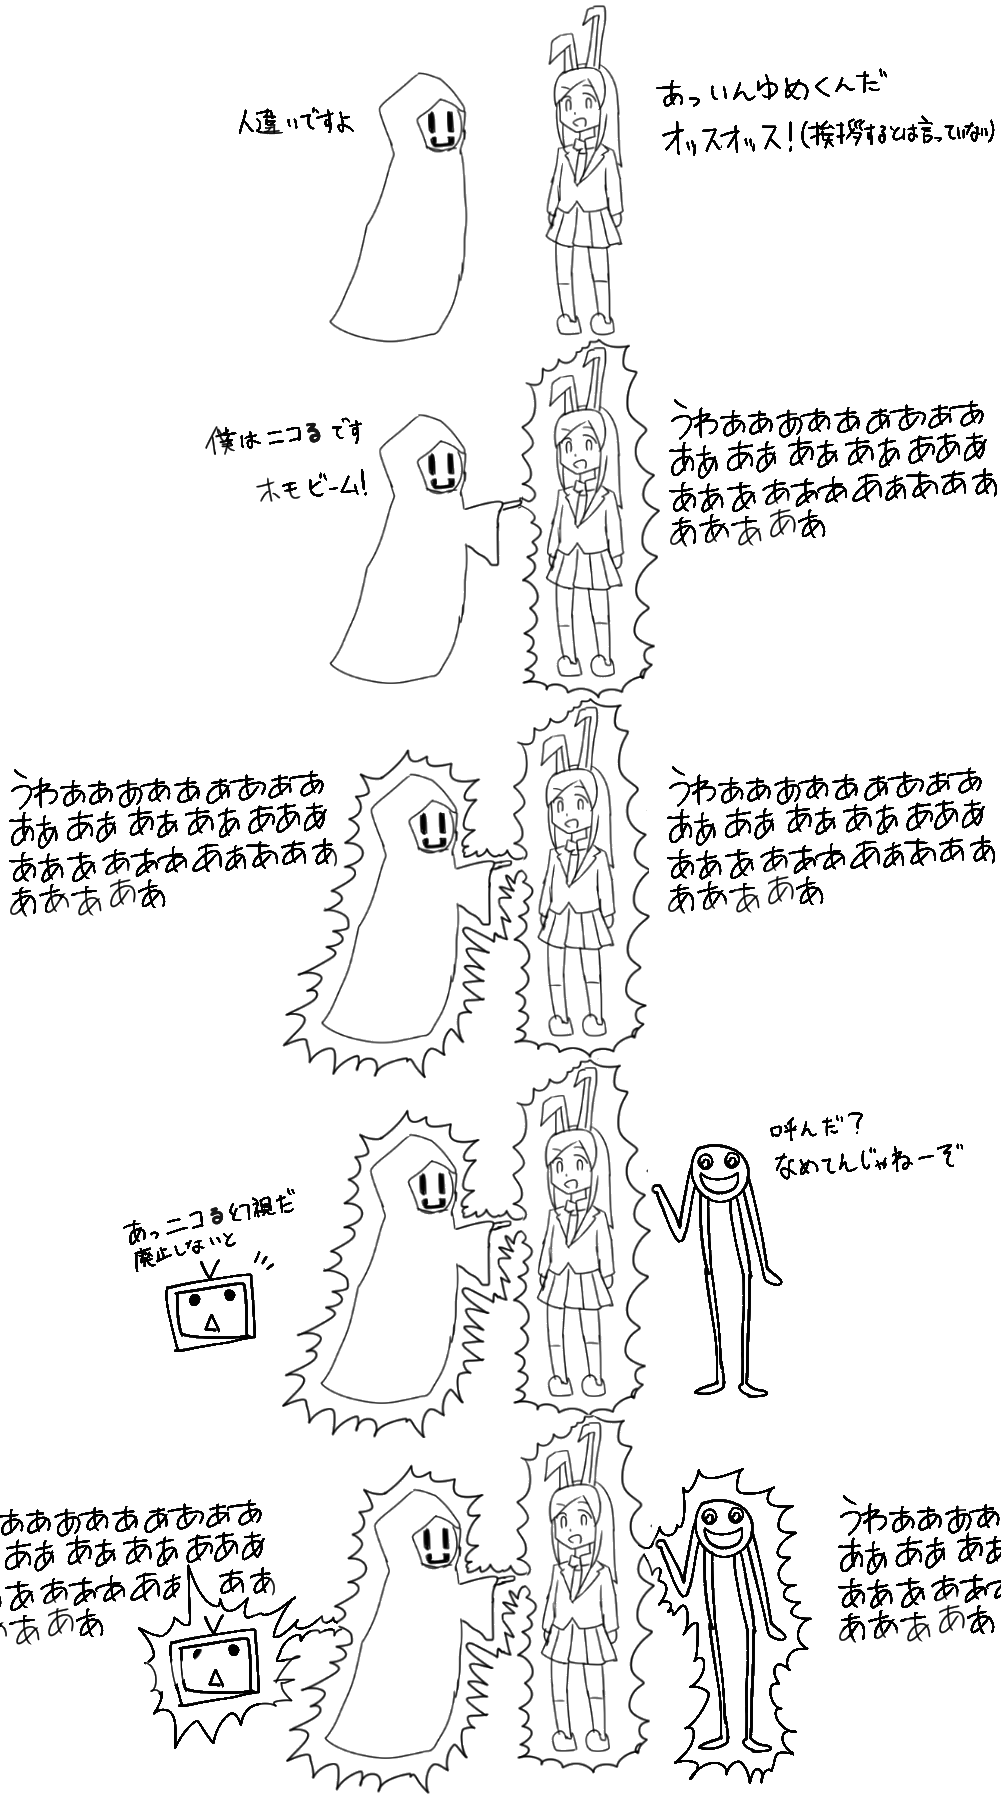 あっいんゆめくんだ
オッスオッス！(挨拶するとは言っていない)
人違いですよ
うわあああああああああ
ああああああああああ
あああああああああああ
あああああ
僕はニコるです
ホモビーム！
うわあああああああああ
ああああああああああ
あああああああああああ
あああああ
うわあああああああああ
ああああああああああ
あああああああああああ
あああああ
呼んだ？
なめてんじゃねーぞ
あっニコる幻視だ
廃止しないと
うわああああ
あああああ
ああああああ
あああああ
あああああああああ
あああああああああ
ああああああああ
ああああ